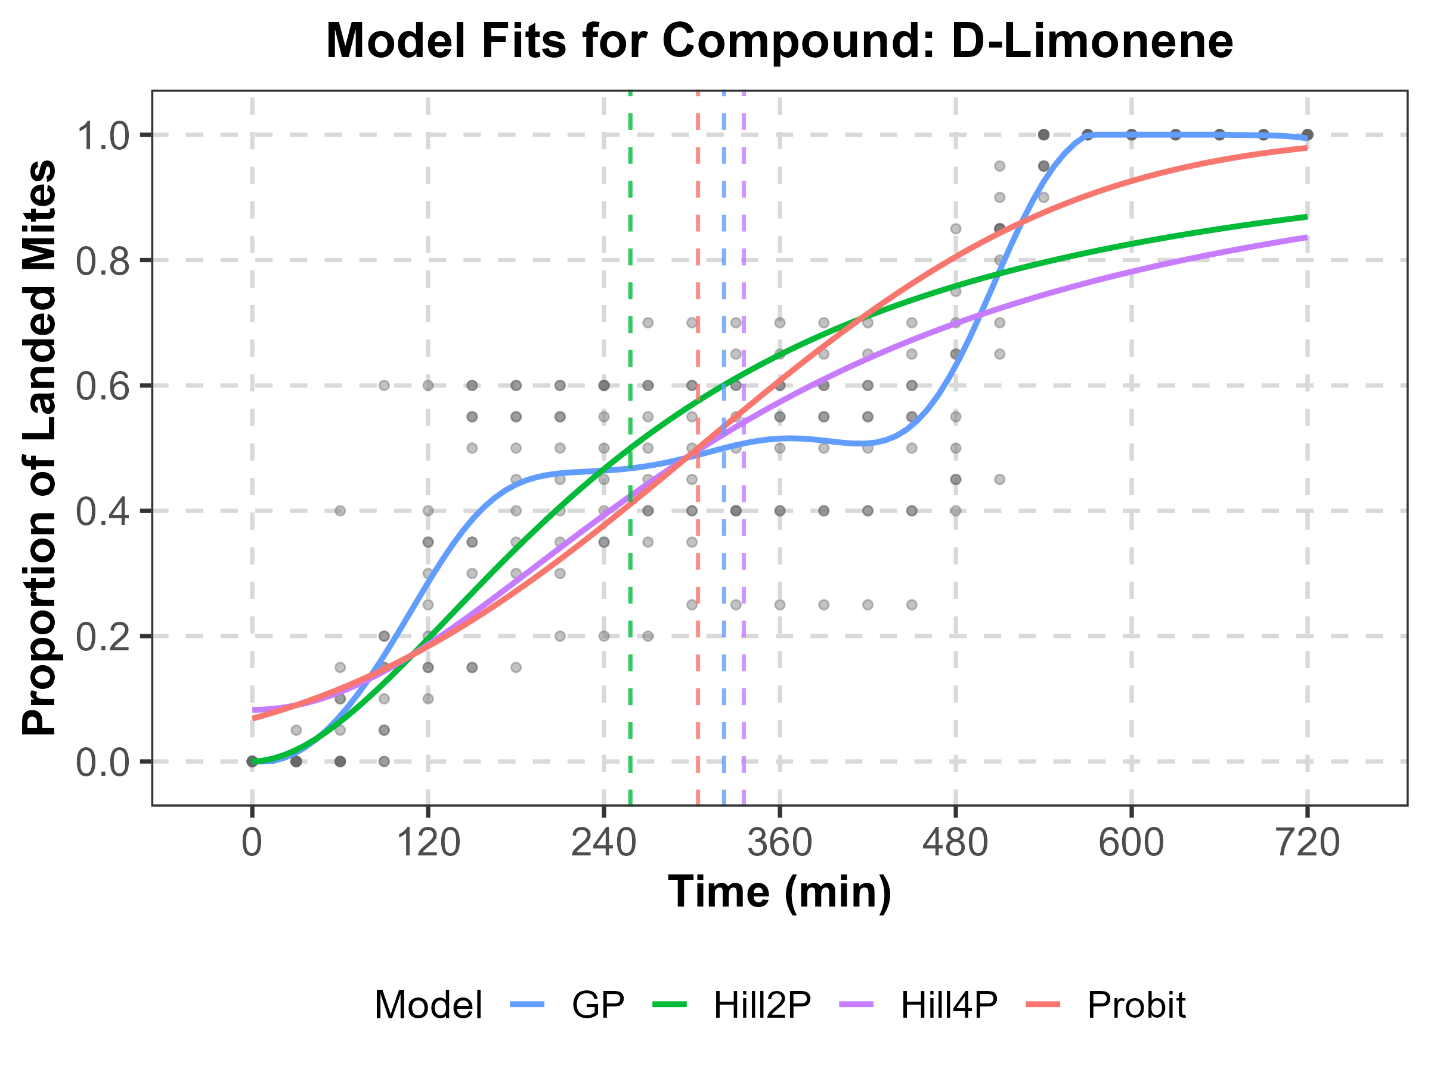 Model Fits for Compound: D-Limonene
Proportion of Landed Mites
1.0
0.8
0.6
0.4
0.2
0.0
0 120 240 360 480 600 720
Time (min)
Model GP Hill2P Hill4P Probit